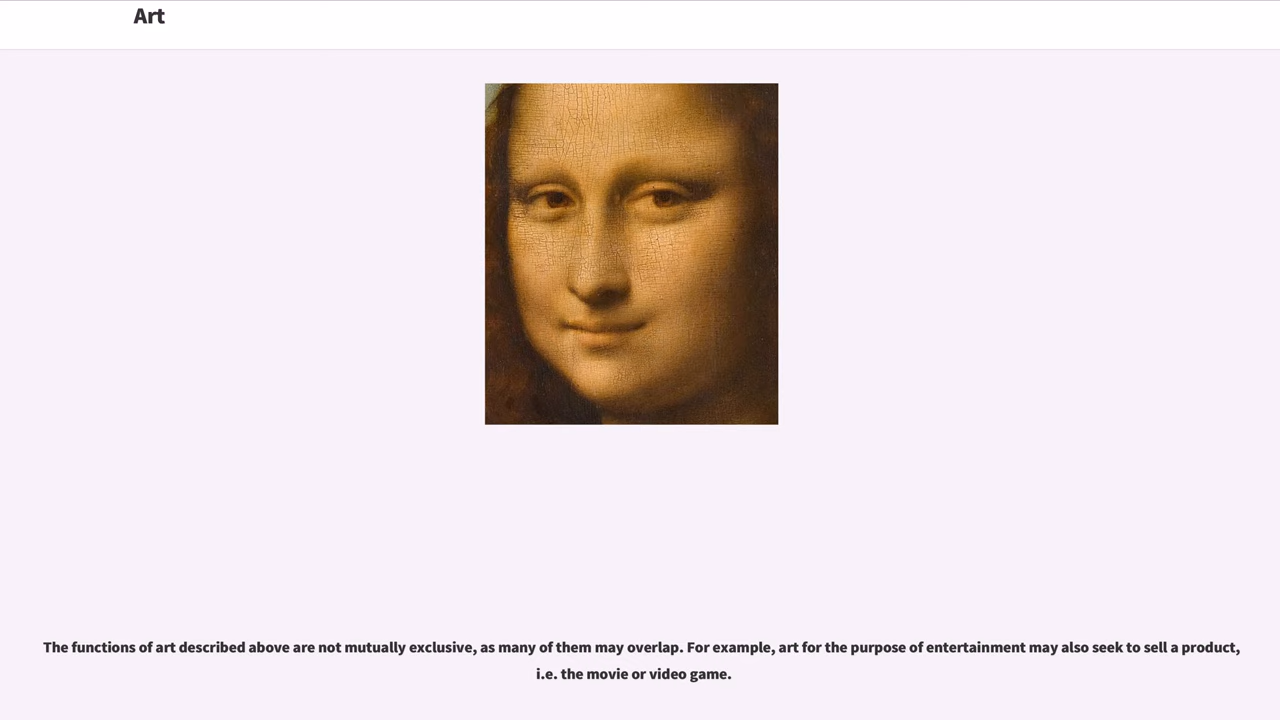 Art
The functions of art described above are not mutually exclusive, as many of them may overlap. For example, art for the purpose of entertainment may also seek to sell a product,
i.e. the movie or video game.